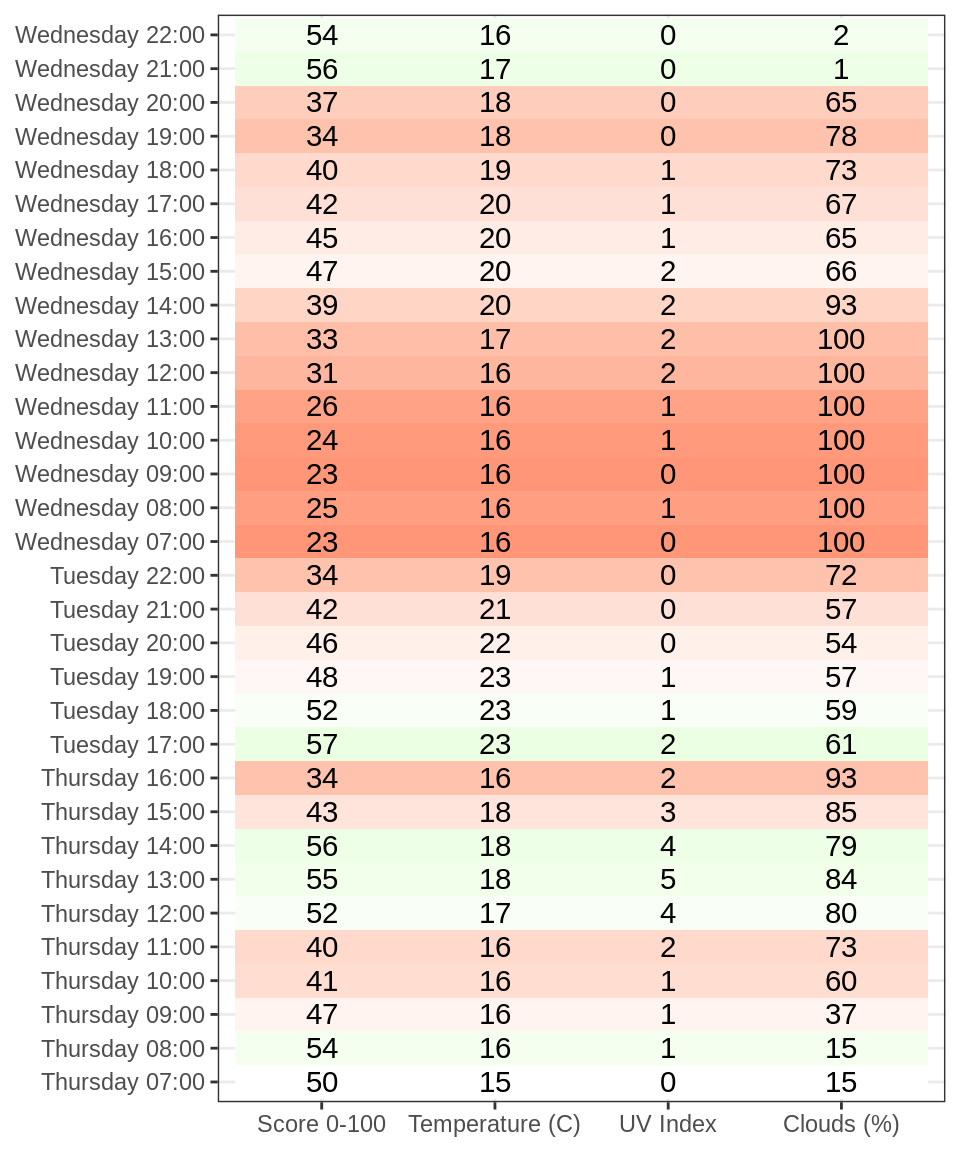 Wednesday 22:00 54 16 0 2
Wednesday 21:00 56 17 0 1
Wednesday 20:00 37 18 0 65
Wednesday 19:00 34 18 0 78
Wednesday 18:00 40 19 1 73
Wednesday 17:00 42 20 1 67
Wednesday 16:00 45 20 1 65
Wednesday 15:00 47 20 2 66
Wednesday 14:00 39 20 2 93
Wednesday 13:00 33 17 2 100
Wednesday 12:00 31 16 2 100
Wednesday 11:00 26 16 1 100
Wednesday 10:00 24 16 1 100
Wednesday 09:00 23 16 0 100
Wednesday 08:00 25 16 1 100
Wednesday 07:00 23 16 0 100
Tuesday 22:00 34 19 0 72
Tuesday 21:00 42 21 0 57
Tuesday 20:00 46 22 0 54
Tuesday 19:00 48 23 1 57
Tuesday 18:00 52 23 1 59
Tuesday 17:00 57 23 2 61
Thursday 16:00 34 16 2 93
Thursday 15:00 43 18 3 85
Thursday 14:00 56 18 4 79
Thursday 13:00 55 18 5 84
Thursday 12:00 52 17 4 80
Thursday 11:00 40 16 2 73
Thursday 10:00 41 16 1 60
Thursday 09:00 47 16 1 37
Thursday 08:00 54 16 1 15
Thursday 07:00 50 15 0 15
Score 0-100 Temperature (C) UV Index Clouds (%)